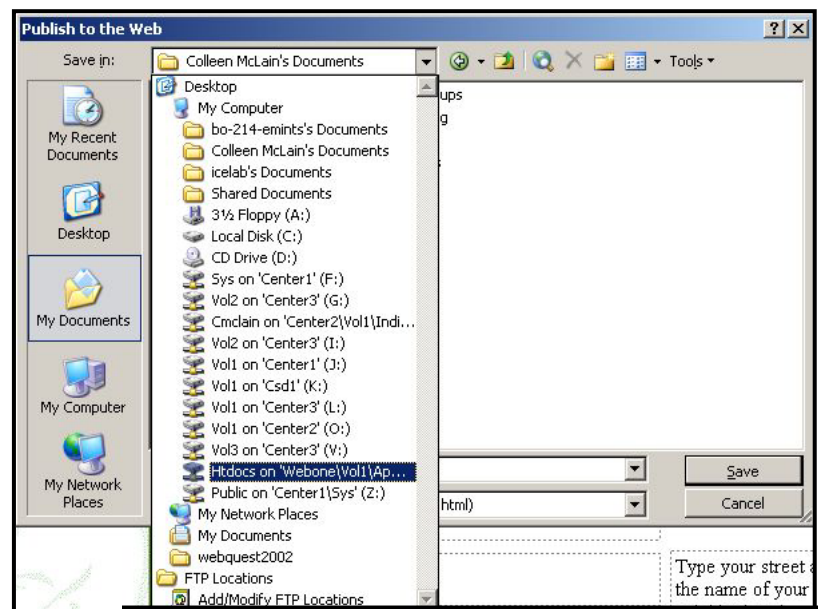 Publish to the Web
Save in:
Colleen McLain's Documents
Tools
My Recent
Documents
Desktop
My Documents
My Computer
My Network
Places
Desktop
My Computer
bo-214-emints's Documents
Colleen McLain's Documents
icelab's Documents
Shared Documents
3½ Floppy (A:)
Local Disk (C:)
CD Drive (D:)
Sys on 'Center1' (F:)
Vol2 on 'Center3' (G:)
Cmclain on 'Center2\Vol1\Indi...
Vol2 on 'Center3' (I:)
Vol1 on 'Center1' (J:)
Vol1 on 'Csd1' (K:)
Vol1 on 'Center3' (L:)
Vol1 on 'Center2' (O:)
Vol3 on 'Center3' (V:)
Htdocs on 'Webone\Vol1\Ap...
Public on 'Center1\Sys' (Z:)
My Network Places
My Documents
webquest2002
FTP Locations
Add/Modify FTP Locations
ups
g
html)
Save
Cancel
Type your street
the name of your